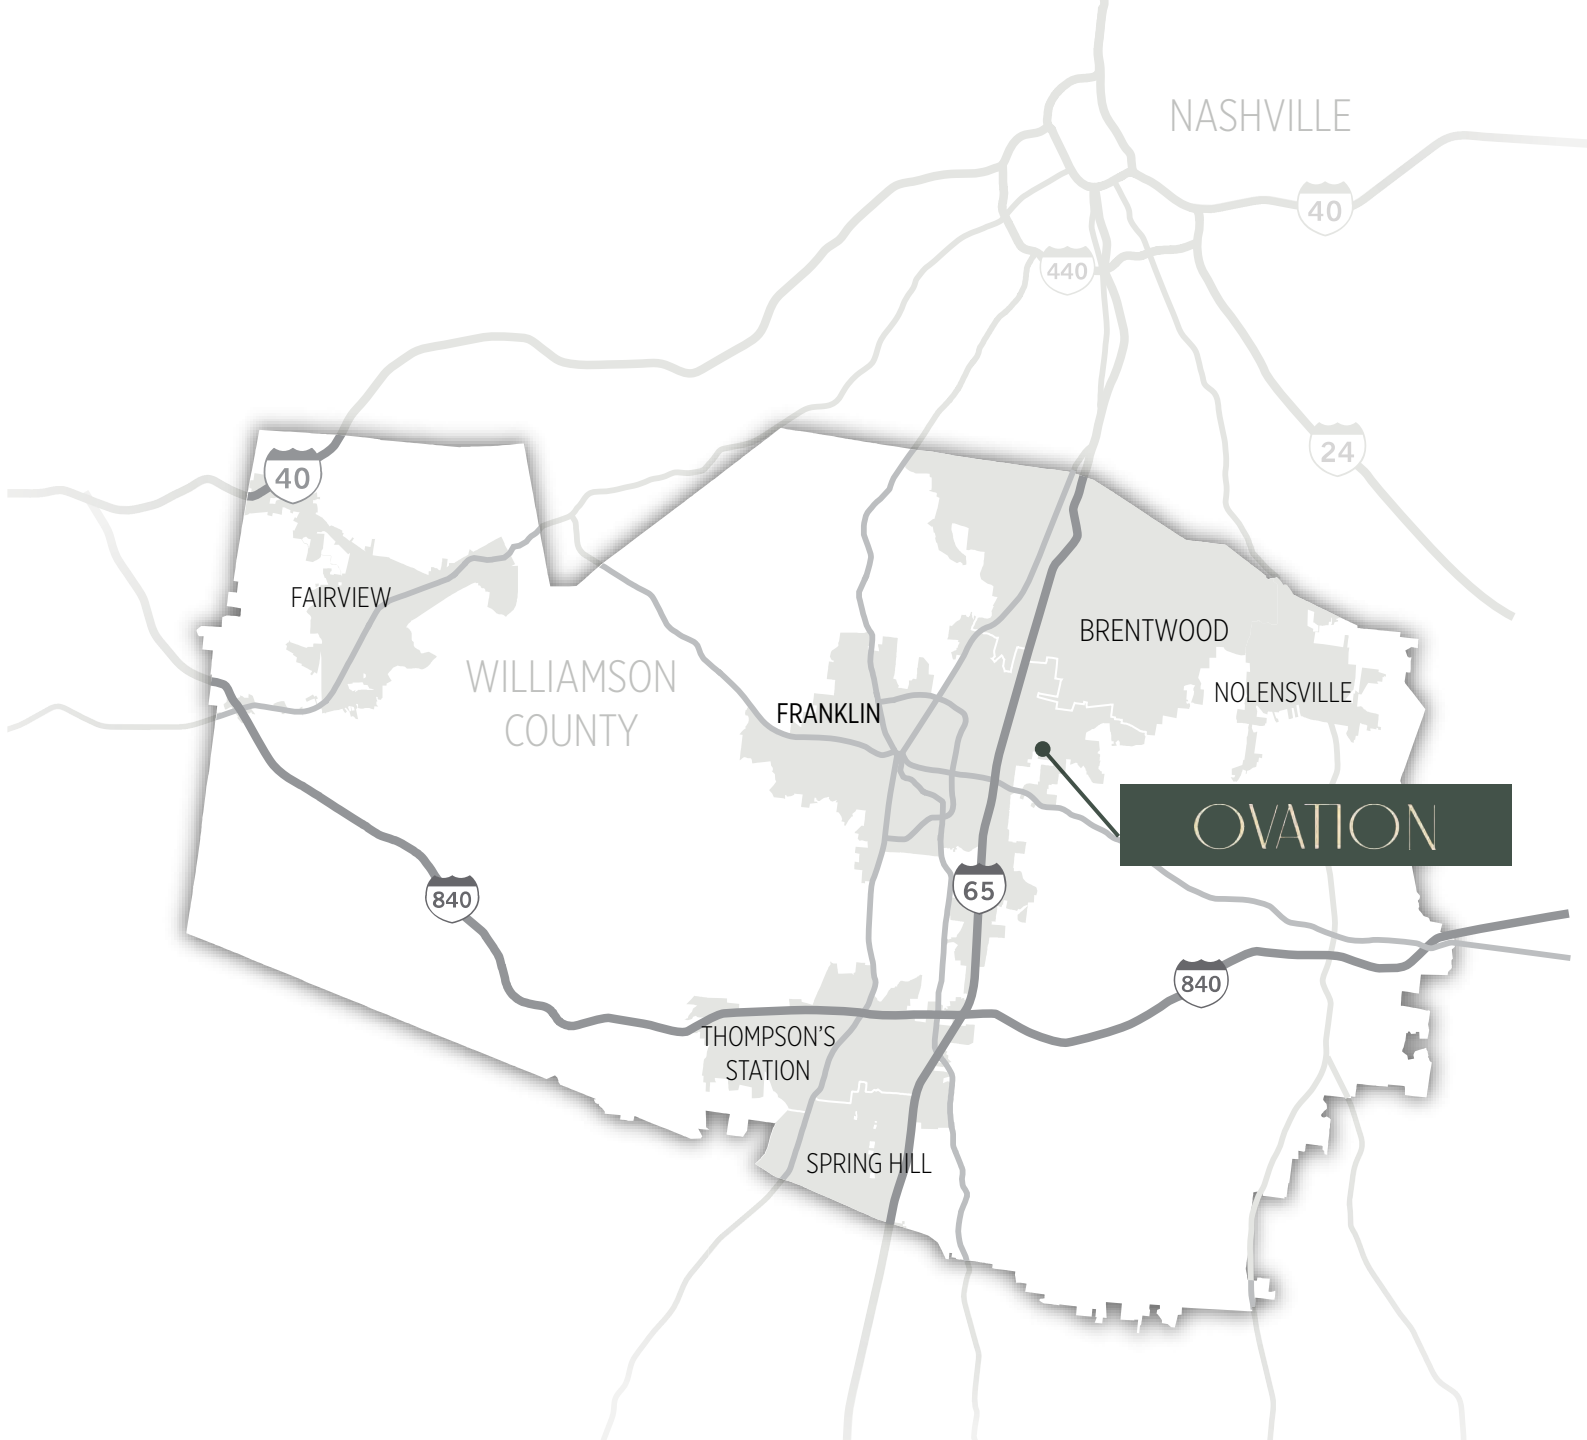 NASHVILLE
40
440
24
40
FAIRVIEW
BRENTWOOD
WILLIAMSON
COUNTY
NOLENSVILLE
FRANKLIN
OVATION
840
65
840
THOMPSON'S
STATION
SPRING HILL